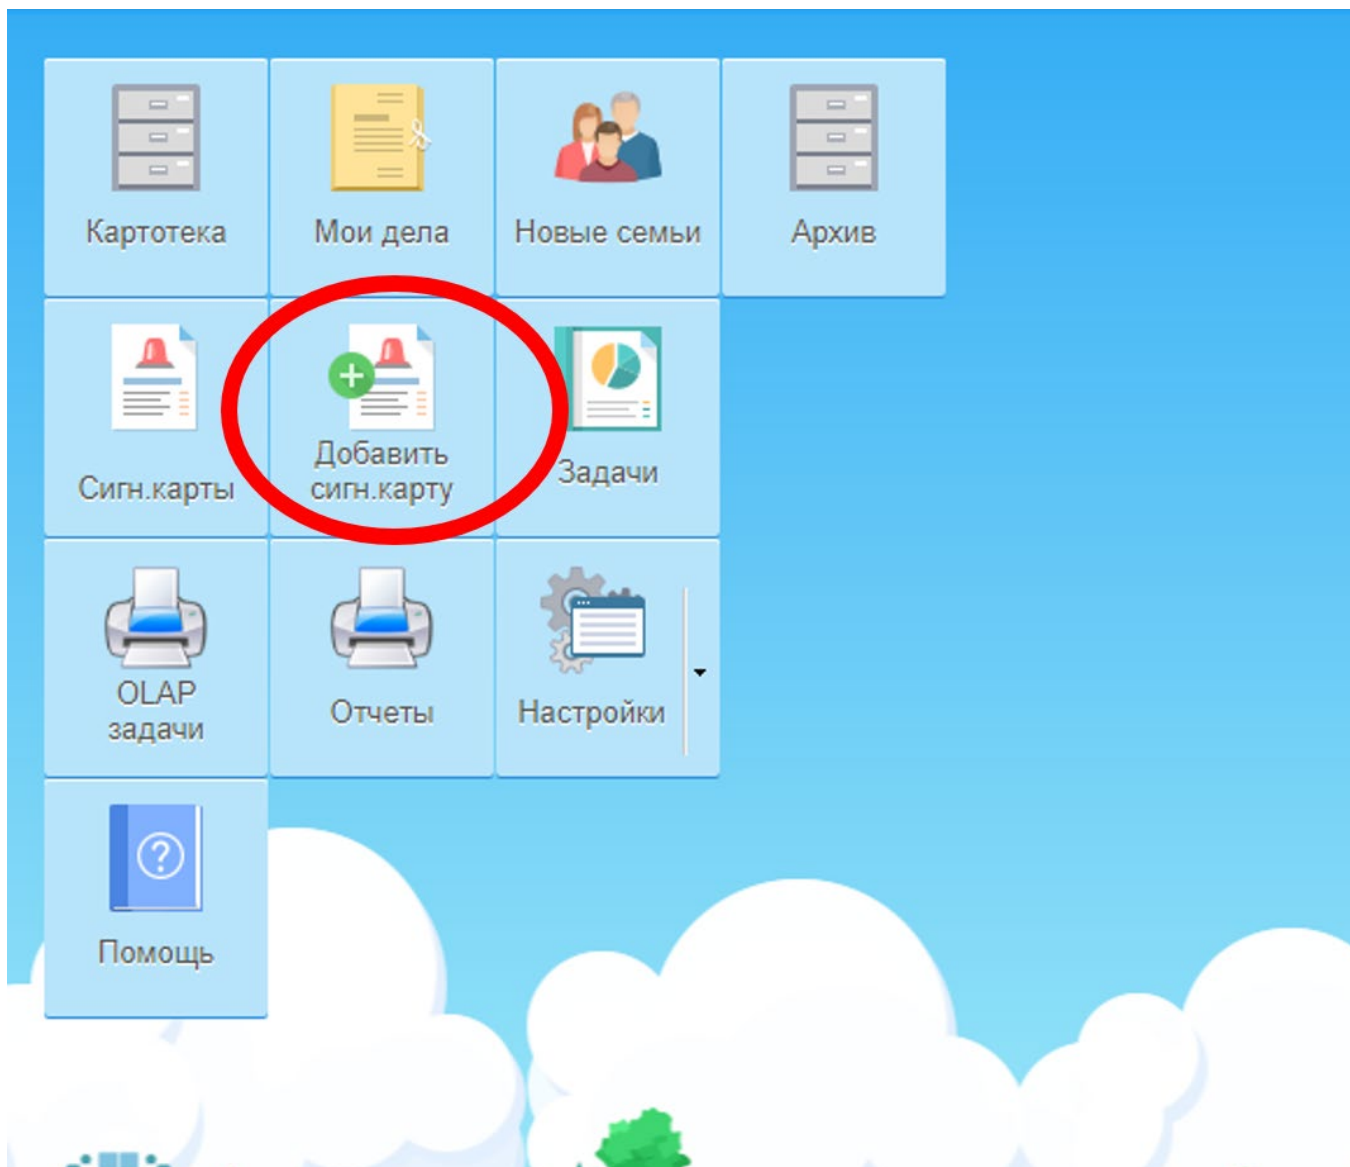 Картотека
Мои дела
Новые семьи
Архив
Сигн.карты
Добавить
сигн.карту
Задачи
OLAP
задачи
Отчеты
Настройки
Помощь